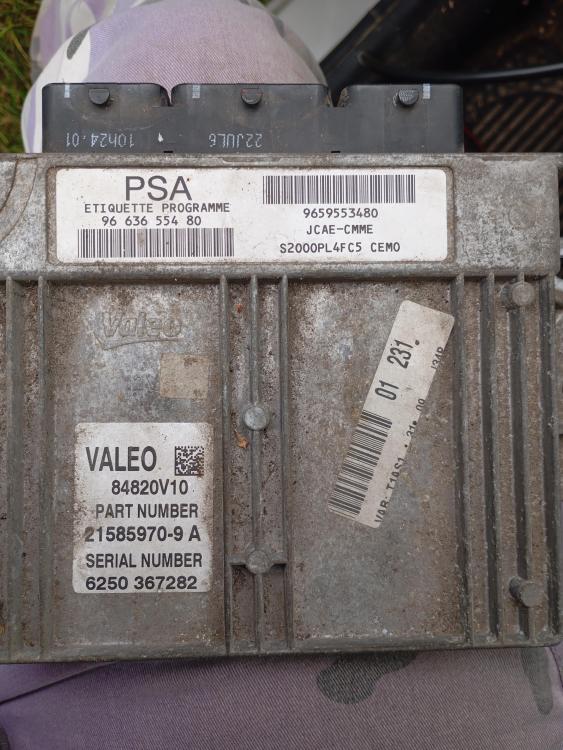 10h24.01
22JUL6
PSA
ETIQUETTE PROGRAMME
96 636 554 80
9659553480
JCAE-CMME
S2000PL4FC5 CEMO
Valeo
01 231.
VALEO
84820V10
PART NUMBER
21585970-9 A
SERIAL NUMBER
6250 367282